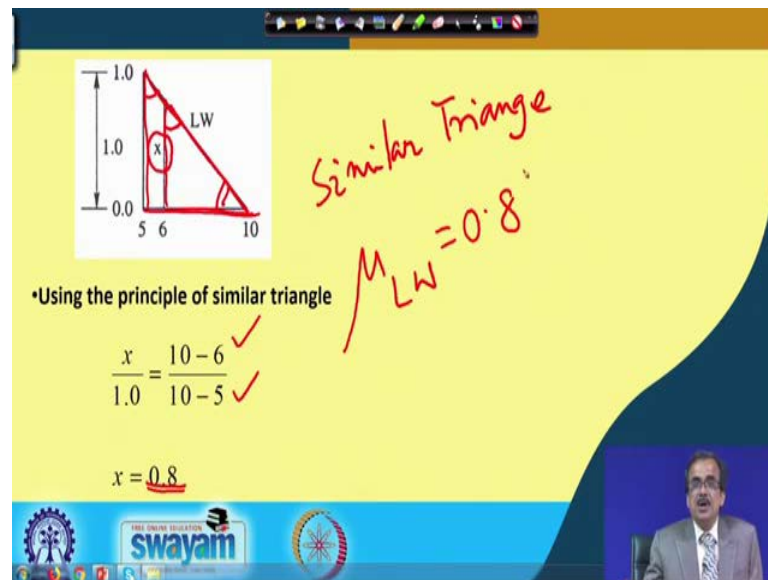 1.0
LW
1.0
x
0.0
5 6 10
Similar Triange
μLW = 0.8
•Using the principle of similar triangle
x / 1.0 = 10 − 6 / 10 − 5
x = 0.8
FREE ONLINE EDUCATION
swayam